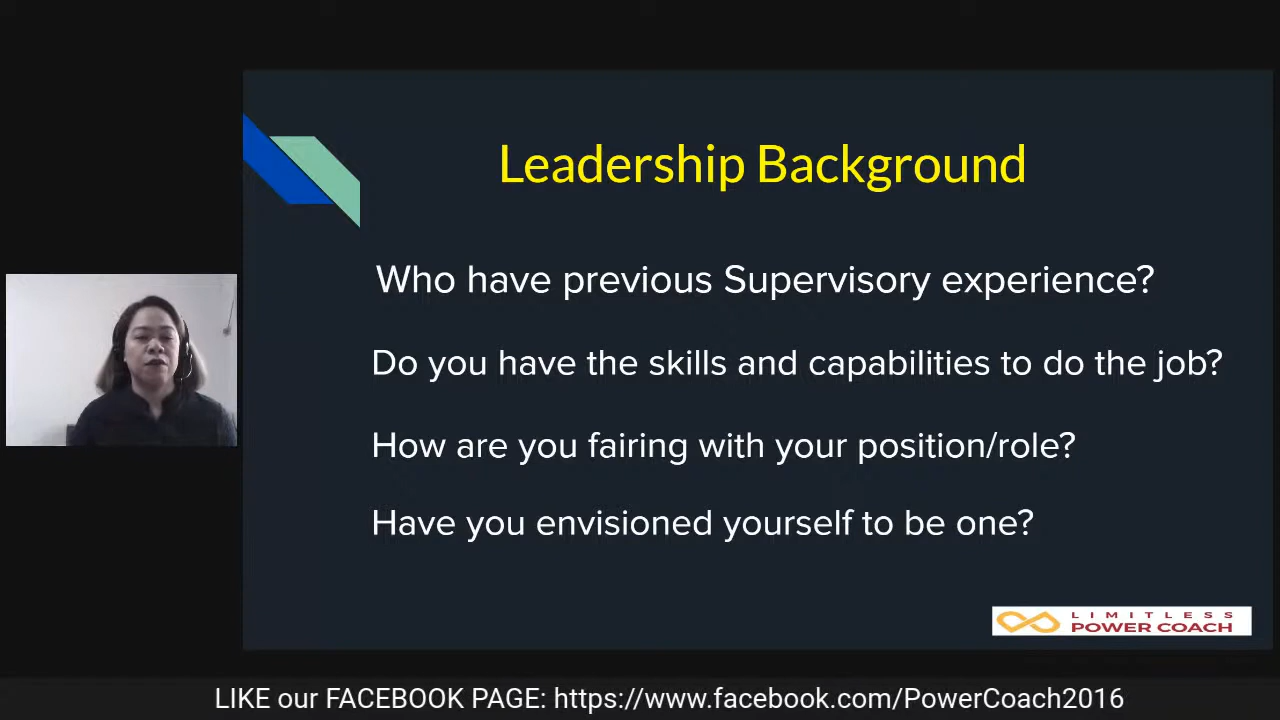 Leadership Background
Who have previous Supervisory experience?
Do you have the skills and capabilities to do the job?
How are you fairing with your position/role?
Have you envisioned yourself to be one?
LIMITLESS
POWER COACH
LIKE our FACEBOOK PAGE: https://www.facebook.com/PowerCoach2016